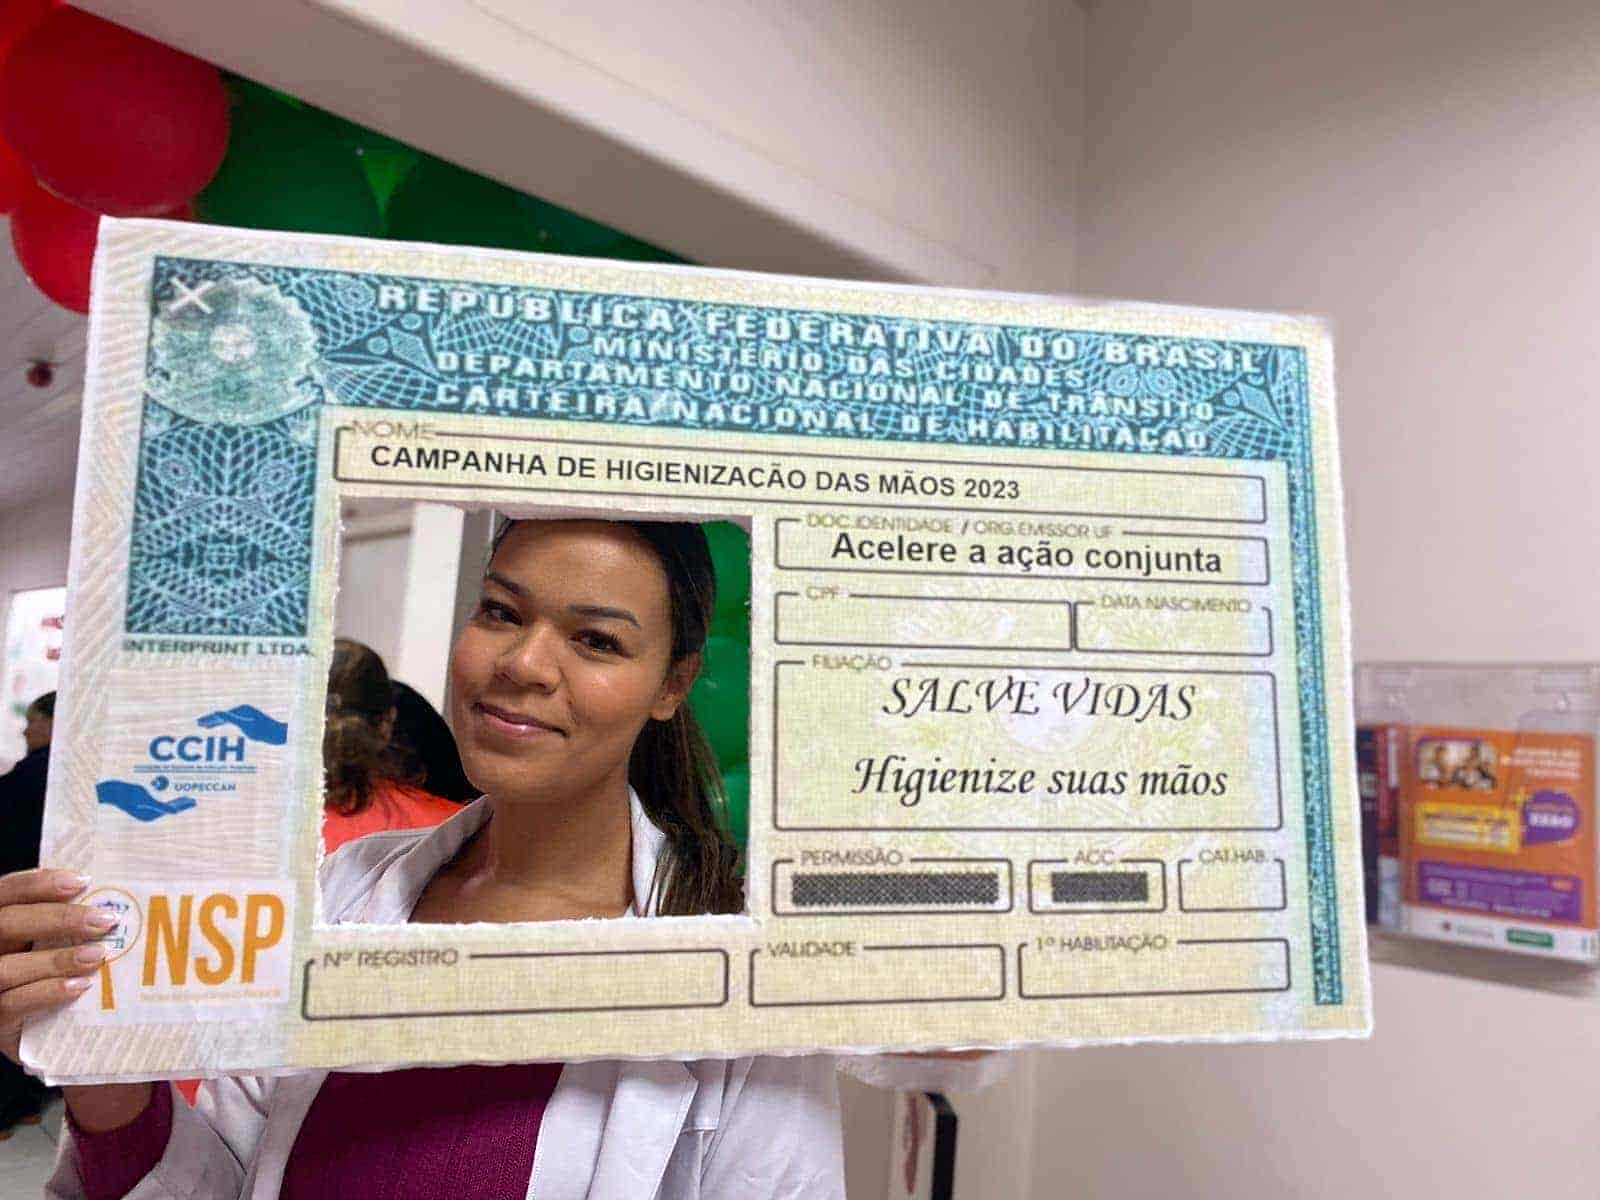 REPÚBLICA FEDERATIVA DO BRASIL
MINISTÉRIO DAS CIDADES
DEPARTAMENTO NACIONAL DE TRÂNSITO
CARTEIRA NACIONAL DE HABILITAÇÃO
NOME
CAMPANHA DE HIGIENIZAÇÃO DAS MÃOS 2023
DOC.IDENTIDADE / ORG.EMISSOR UF
Acelere a ação conjunta
CPF
DATA NASCIMENTO
INTERPRINT LTDA
FILIAÇÃO
SALVE VIDAS
Higienize suas mãos
CCIH
UOPECCAN
PERMISSÃO
ACC
CAT.HAB.
NSP
Nº REGISTRO
VALIDADE
1º HABILITAÇÃO